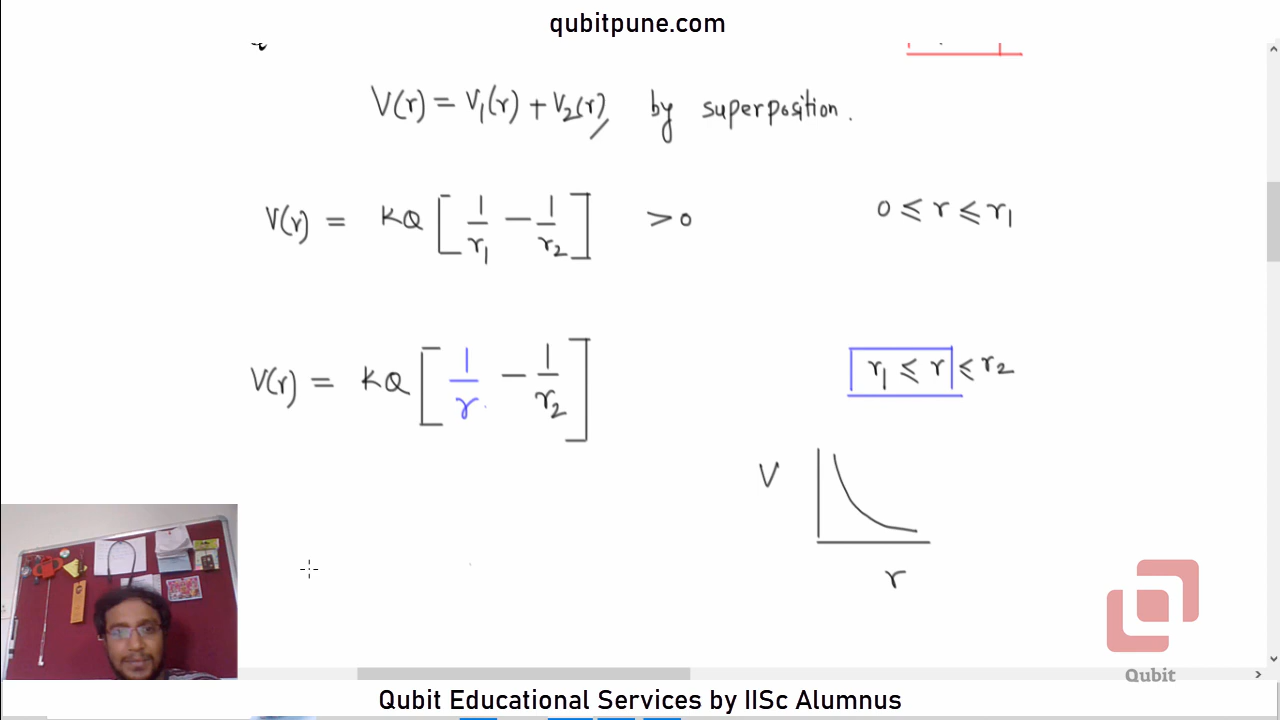 qubitpune.com
V(r) = V₁(r) + V₂(r), by superposition.
V(r) = KQ [ 1/r₁ − 1/r₂ ] > 0 0 ⩽ r ⩽ r₁
V(r) = KQ [ 1/r − 1/r₂ ] r₁ ⩽ r ⩽ r₂
V
r
Qubit
Qubit Educational Services by IISc Alumnus